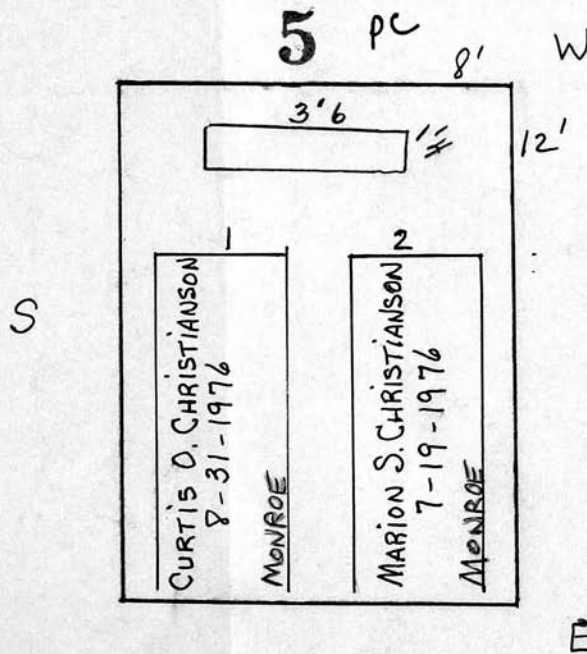 5 PC
8' W
3'6 1"
12'
1
2
S
CURTIS O. CHRISTIANSON
8-31-1976
MONROE
MARION S. CHRISTIANSON
7-19-1976
MONROE
E